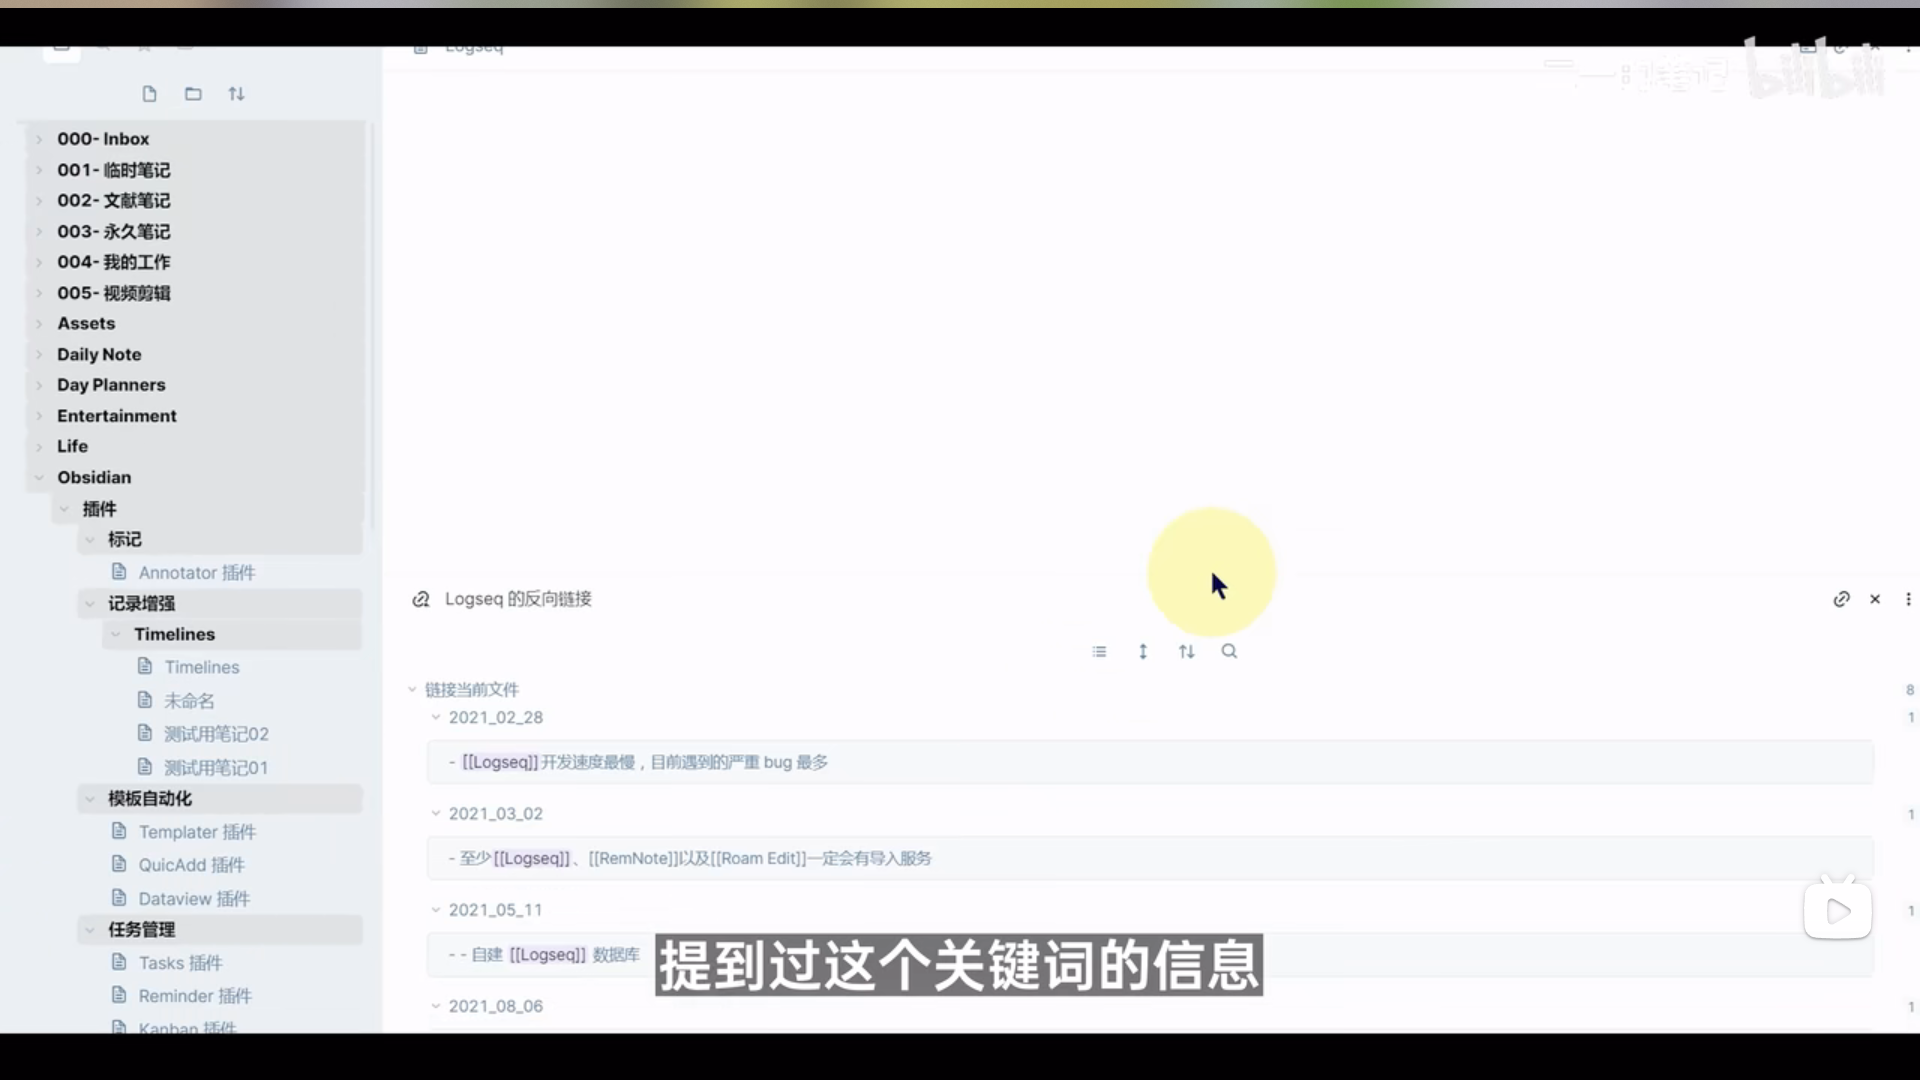 Logseq
bilibili
000- Inbox
001- 临时笔记
002- 文献笔记
003- 永久笔记
004- 我的工作
005- 视频剪辑
Assets
Daily Note
Day Planners
Entertainment
Life
Obsidian
插件
标记
Annotator 插件
记录增强
Timelines
Timelines
未命名
测试用笔记02
测试用笔记01
模板自动化
Templater 插件
QuicAdd 插件
Dataview 插件
任务管理
Tasks 插件
Reminder 插件
Kanban 插件
Logseq 的反向链接
链接当前文件 8
2021_02_28 1
- [[Logseq]]开发速度最慢，目前遇到的严重 bug 最多
2021_03_02 1
- 至少[[Logseq]]、[[RemNote]]以及[[Roam Edit]]一定会有导入服务
2021_05_11 1
- - 自建 [[Logseq]] 数据库
2021_08_06 1
提到过这个关键词的信息